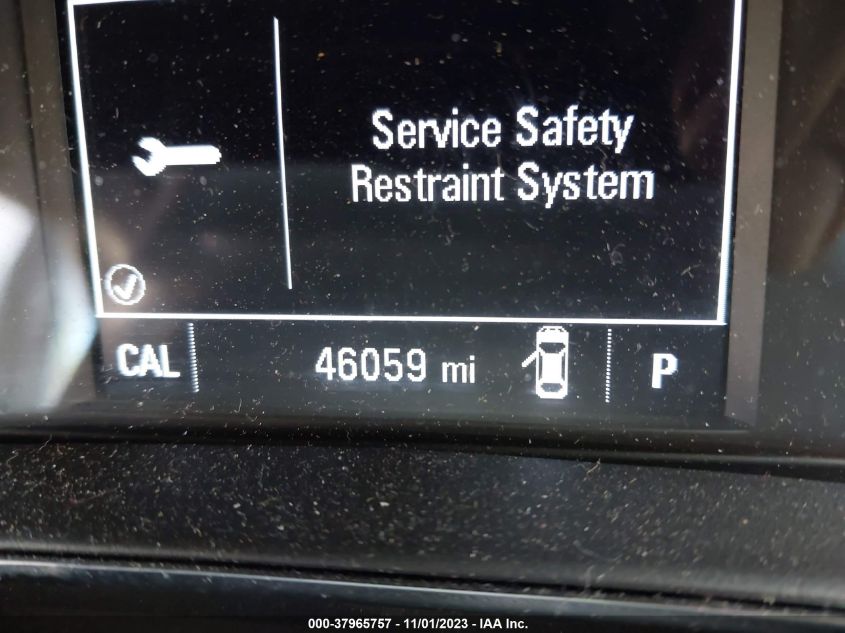 Service Safety
Restraint System
CAL 46059 mi P
000-37965757 - 11/01/2023 - IAA Inc.